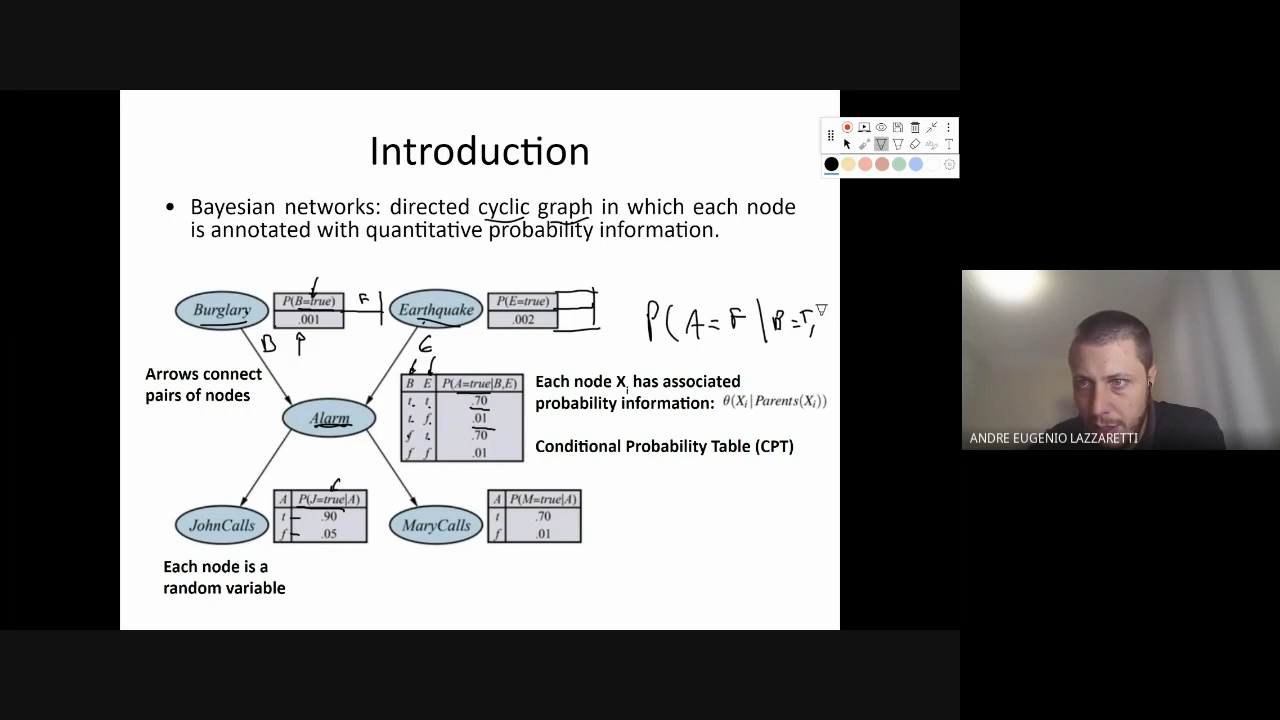 Introduction
• Bayesian networks: directed cyclic graph in which each node
is annotated with quantitative probability information.
Burglary
P(B=true)
.001
F
Earthquake
P(E=true)
.002
P(A=F|B=T,
B
E
Arrows connect
pairs of nodes
Alarm
B E P(A=true|B,E)
t t .70
t f .01
f t .70
f f .01
Each node Xi has associated
probability information: θ(Xi|Parents(Xi))
Conditional Probability Table (CPT)
JohnCalls
A P(J=true|A)
t .90
f .05
MaryCalls
A P(M=true|A)
t .70
f .01
Each node is a
random variable
ANDRE EUGENIO LAZZARETTI